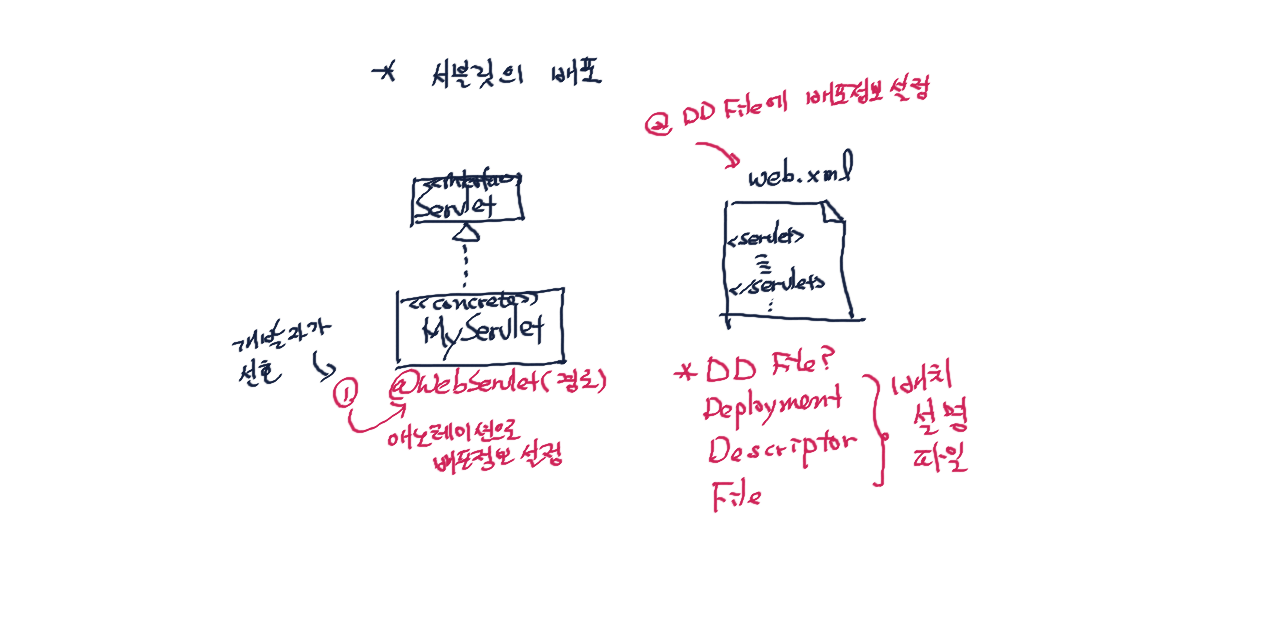 * 서블릿의 배포
② DD File에 배포정보 설정
web.xml
<servlet>
</servlet>
<<interface>>
Servlet
<<concrete>>
MyServlet
개발자가
선호
①
@WebServlet(경로)
애노테이션으로
배포정보 설정
* DD File?
Deployment
Descriptor
File
배치
설명
파일